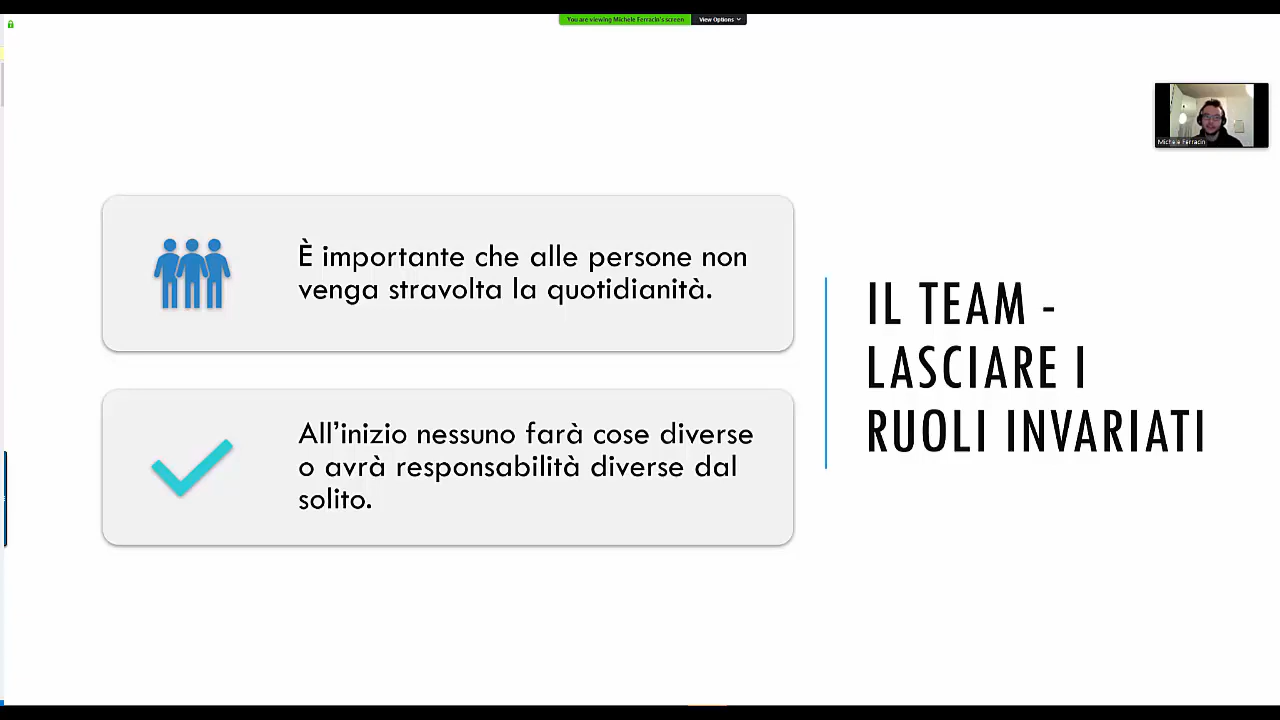 You are viewing Michele Ferracin's screen
View Options
Michele Ferracin
È importante che alle persone non
venga stravolta la quotidianità.
All'inizio nessuno farà cose diverse
o avrà responsabilità diverse dal
solito.
IL TEAM -
LASCIARE I
RUOLI INVARIATI